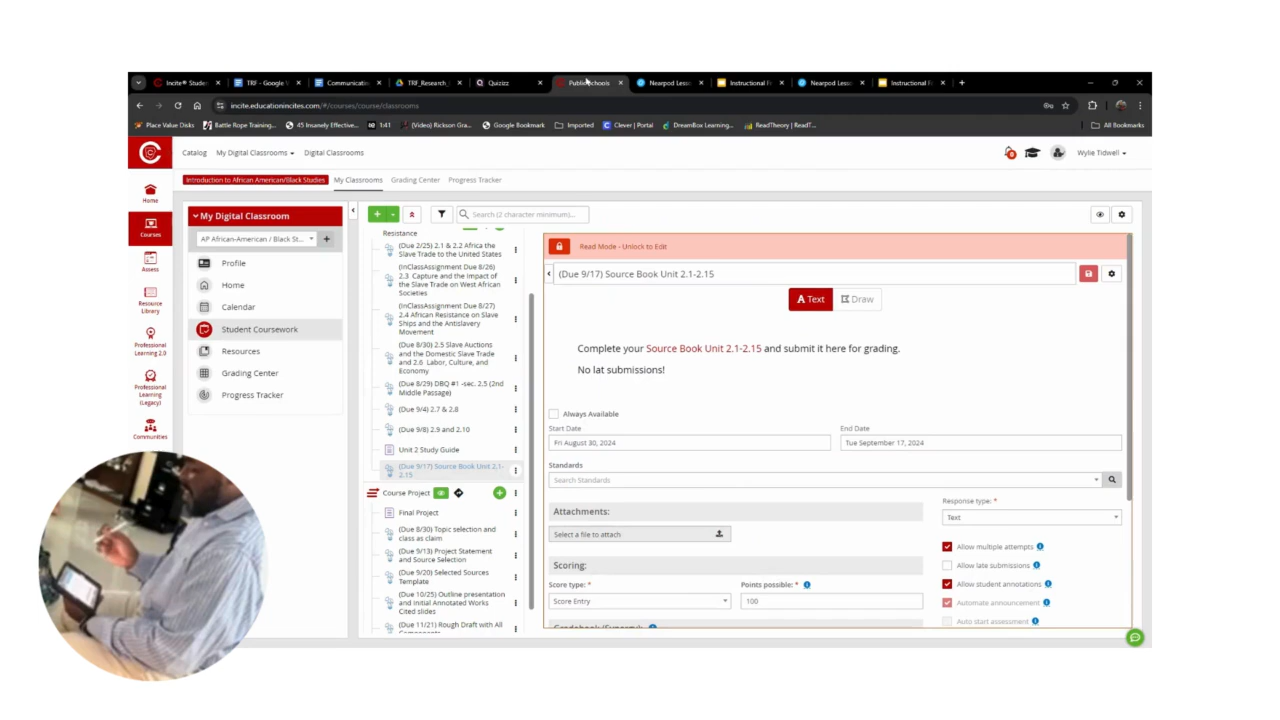 Incite® Studen
TRF - Google
Communicatio
TRF_Research
Quizizz
Public Schools
Nearpod Lesso
Instructional F
Nearpod Lesso
Instructional F
incite.educationincites.com/#/courses/course/classrooms
Place Value Disks
Battle Rope Training...
45 Insanely Effective...
1:41
(Video) Rickson Gra...
Google Bookmark
Imported
Clever | Portal
DreamBox Learning...
ReadTheory | ReadT...
All Bookmarks
Catalog
My Digital Classrooms
Digital Classrooms
Wylie Tidwell
Introduction to African American/Black Studies
My Classrooms
Grading Center
Progress Tracker
Home
Courses
Assess
Resource
Library
Professional
Learning 2.0
Professional
Learning
(Legacy)
Communities
My Digital Classroom
AP African-American / Black St...
Profile
Home
Calendar
Student Coursework
Resources
Grading Center
Progress Tracker
Search (2 character minimum)...
Resistance
(Due 2/25) 2.1 & 2.2 Africa the
Slave Trade to the United States
(InClassAssignment Due 8/26)
2.3 Capture and the Impact of
the Slave Trade on West African
Societies
(InClassAssignment Due 8/27)
2.4 African Resistance on Slave
Ships and the Antislavery
Movement
(Due 8/30) 2.5 Slave Auctions
and the Domestic Slave Trade
and 2.6 Labor, Culture, and
Economy
(Due 8/29) DBQ #1 -sec. 2.5 (2nd
Middle Passage)
(Due 9/4) 2.7 & 2.8
(Due 9/8) 2.9 and 2.10
Unit 2 Study Guide
(Due 9/17) Source Book Unit 2.1-
2.15
Course Project
Final Project
(Due 8/30) Topic selection and
class as claim
(Due 9/13) Project Statement
and Source Selection
(Due 9/20) Selected Sources
Template
(Due 10/25) Outline presentation
and Initial Annotated Works
Cited slides
(Due 11/21) Rough Draft with All
Components
Read Mode - Unlock to Edit
(Due 9/17) Source Book Unit 2.1-2.15
A Text
Draw
Complete your Source Book Unit 2.1-2.15 and submit it here for grading.
No lat submissions!
Always Available
Start Date
End Date
Fri August 30, 2024
Tue September 17, 2024
Standards
Search Standards
Attachments:
Select a file to attach
Scoring:
Score type: *
Points possible: *
Score Entry
100
Gradebook (Synergy):
Response type: *
Text
Allow multiple attempts
Allow late submissions
Allow student annotations
Automate announcement
Auto start assessment